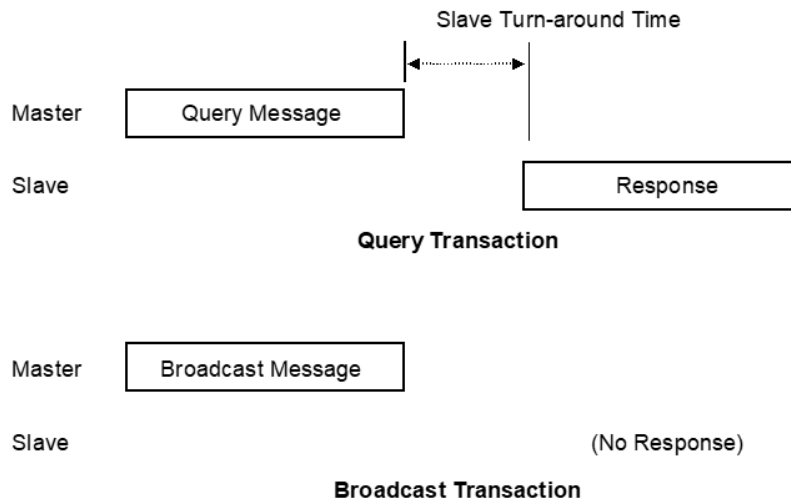 Slave Turn-around Time
Master Query Message
Slave Response
Query Transaction
Master Broadcast Message
Slave (No Response)
Broadcast Transaction